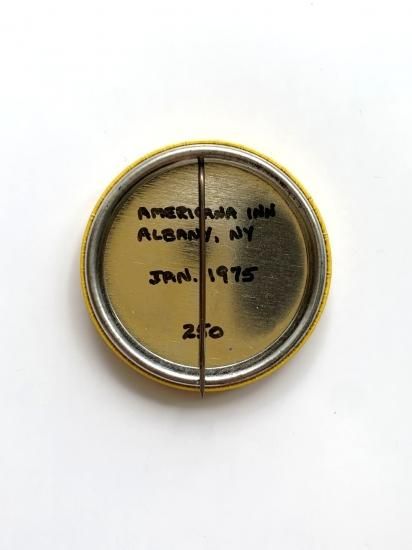 AMERICANA INN
ALBANY, NY
JAN. 1975
250